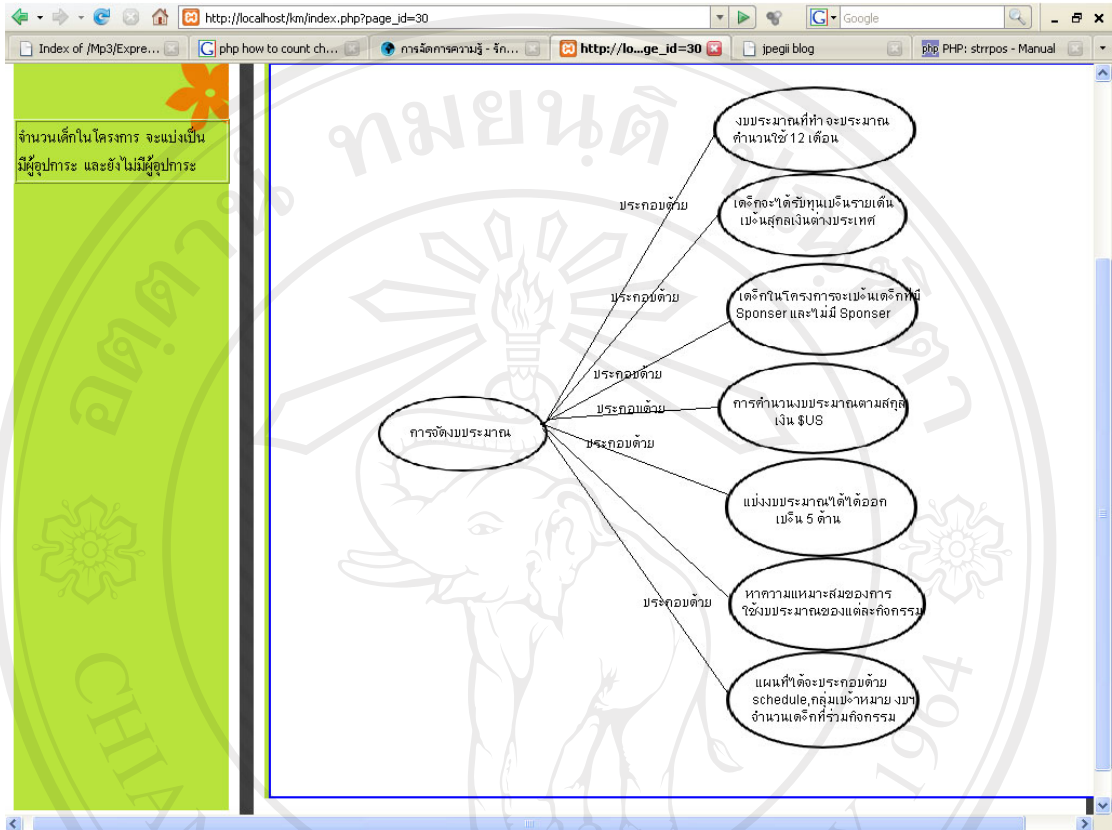 http://localhost/km/index.php?page_id=30
Google
Index of /Mp3/Expre...
php how to count ch...
การจัดการความรู้ - รัก...
http://lo...ge_id=30
jpegii blog
PHP: strrpos - Manual
จำนวนเด็กในโครงการ จะแบ่งเป็น
มีผู้อุปการะ และยังไม่มีผู้อุปการะ
งบประมาณที่ทำ จะประมาณ
คำนานใช้ 12 เดือน
ประกอบด้าย
เด็กจะได้รับทุนเป็นรายเดืน
เป็นสุกลเงินต่างประเทศ
ประกอบด้าย
เด็กในโครงการจะเป็นเด็กที่มี
Sponser และไม่มี Sponser
ประกอบด้าย
การคำนานงบประมาณตามสกุล
เงิน $US
ประกอบด้าย
การจัดงบประมาณ
ประกอบด้าย
แบ่งงบประมาณได้ได้ออก
เป็น 5 ด้าน
หาความแหมาะสมของการ
ใช้งบประมาณของแต่ละกิจกรรม
ประกอบด้าย
แผนที่ได้จะประกอบด้าย
schedule,กลุ่มเป้าหมาย งบฯ
จำนานเด็กที่ร่วมกิจกรรม
1964